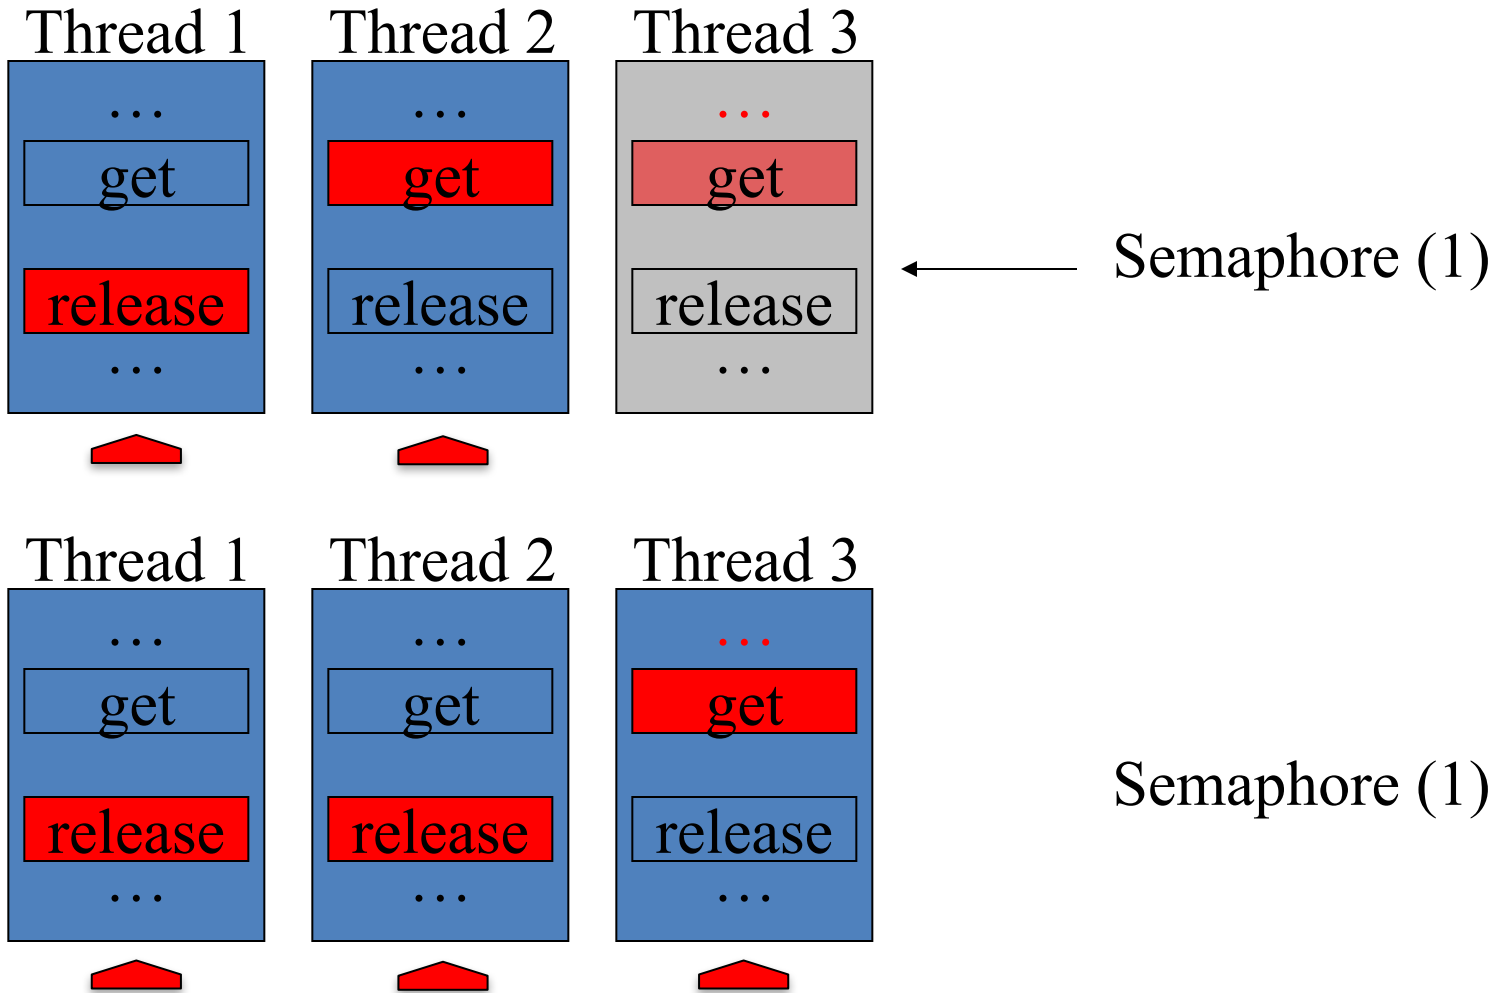 Thread 1 Thread 2 Thread 3
... ... ...
get get get
Semaphore (1)
release release release
... ... ...
Thread 1 Thread 2 Thread 3
... ... ...
get get get
Semaphore (1)
release release release
... ... ...